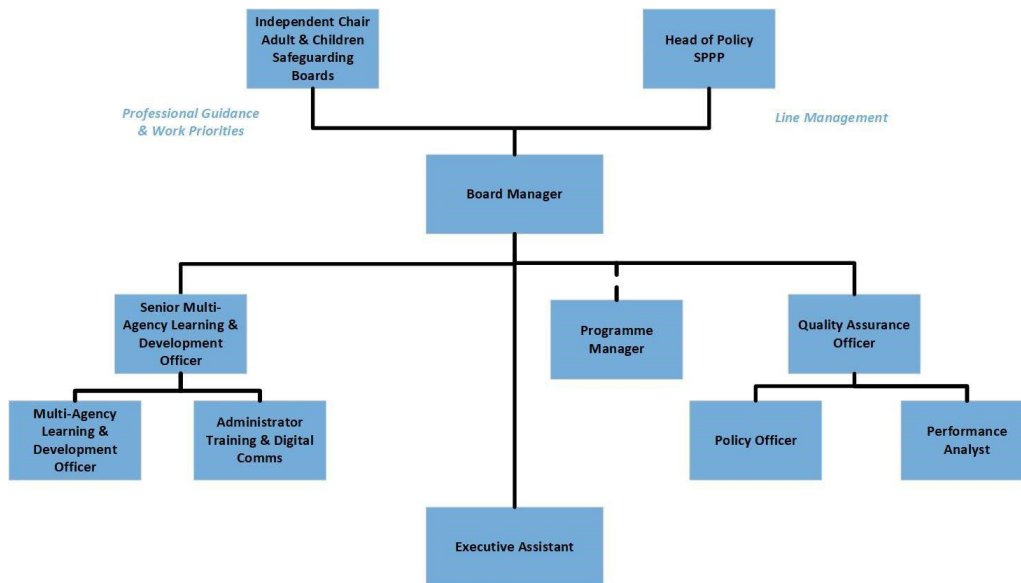 Independent Chair
Adult & Children
Safeguarding
Boards
Head of Policy
SPPP
Professional Guidance
& Work Priorities
Line Management
Board Manager
Senior Multi-
Agency Learning &
Development
Officer
Programme
Manager
Quality Assurance
Officer
Multi-Agency
Learning &
Development
Officer
Administrator
Training & Digital
Comms
Policy Officer
Performance
Analyst
Executive Assistant